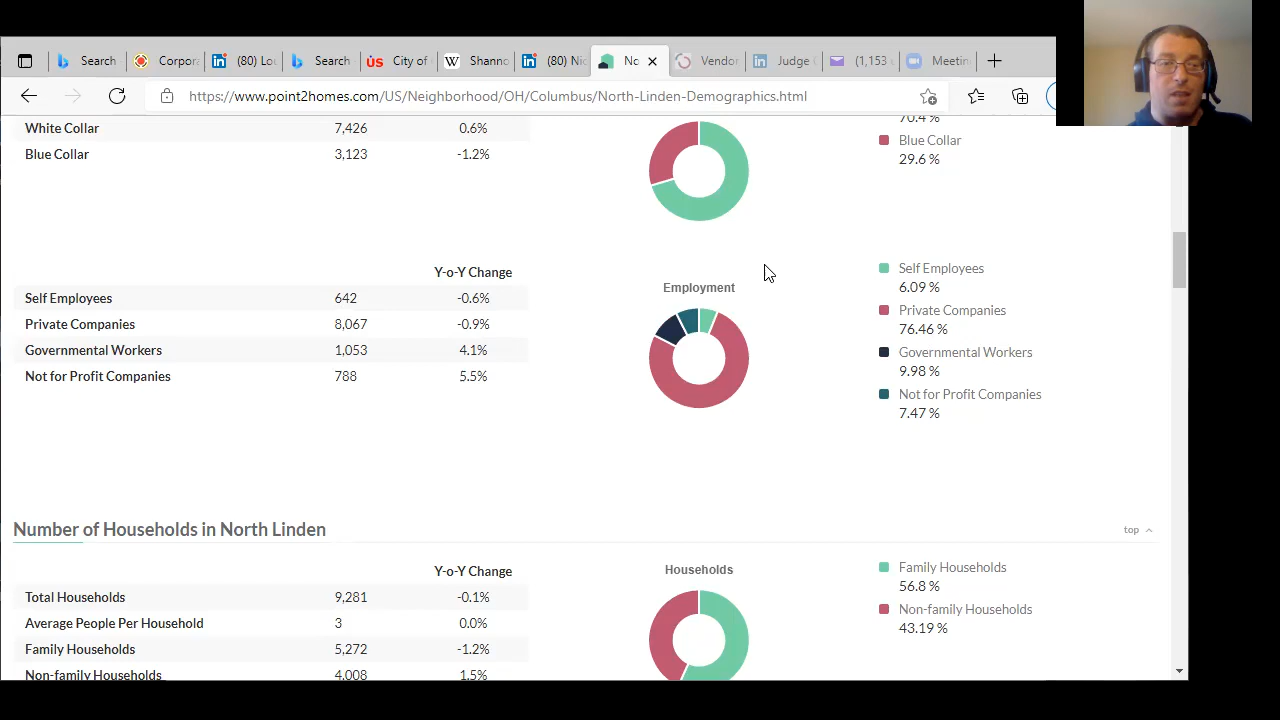 Search
Corpor
(80) Lo
Search
City of
Shann
(80) Ni
Nc
Vends
Judge
(1,153 u
Meetin
https://www.point2homes.com/US/Neighborhood/OH/Columbus/North-Linden-Demographics.html
White Collar 7,426 0.6%
Blue Collar 3,123 -1.2%
70.4 %
Blue Collar
29.6 %
Y-o-Y Change
Self Employees 642 -0.6%
Private Companies 8,067 -0.9%
Governmental Workers 1,053 4.1%
Not for Profit Companies 788 5.5%
Employment
Self Employees
6.09 %
Private Companies
76.46 %
Governmental Workers
9.98 %
Not for Profit Companies
7.47 %
Number of Households in North Linden
top
Y-o-Y Change
Total Households 9,281 -0.1%
Average People Per Household 3 0.0%
Family Households 5,272 -1.2%
Non-family Households 4,008 1.5%
Households
Family Households
56.8 %
Non-family Households
43.19 %